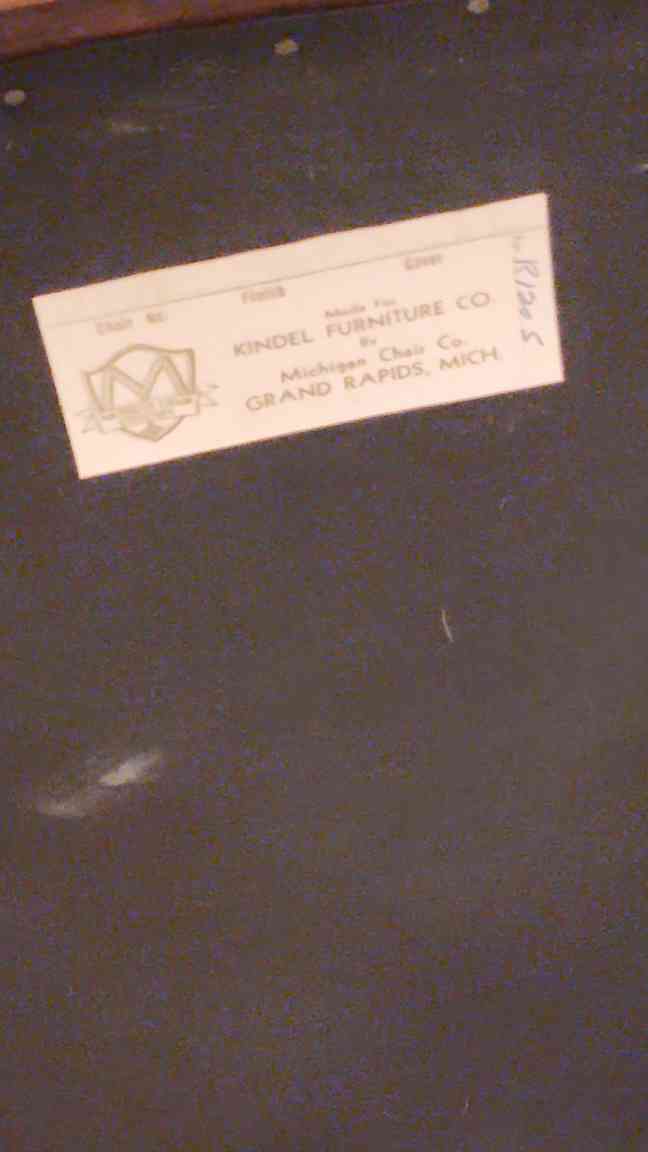 Chair No. Finish Cover
Made For
KINDEL FURNITURE CO.
By
Michigan Chair Co.
GRAND RAPIDS, MICH.
M